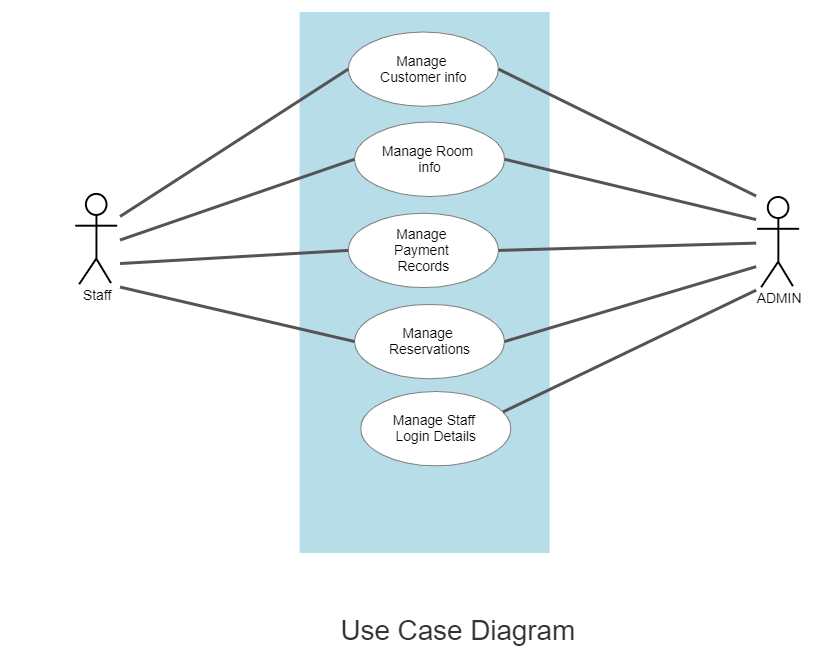 Manage
Customer info
Manage Room
info
Manage
Payment
Records
Staff
ADMIN
Manage
Reservations
Manage Staff
Login Details
Use Case Diagram